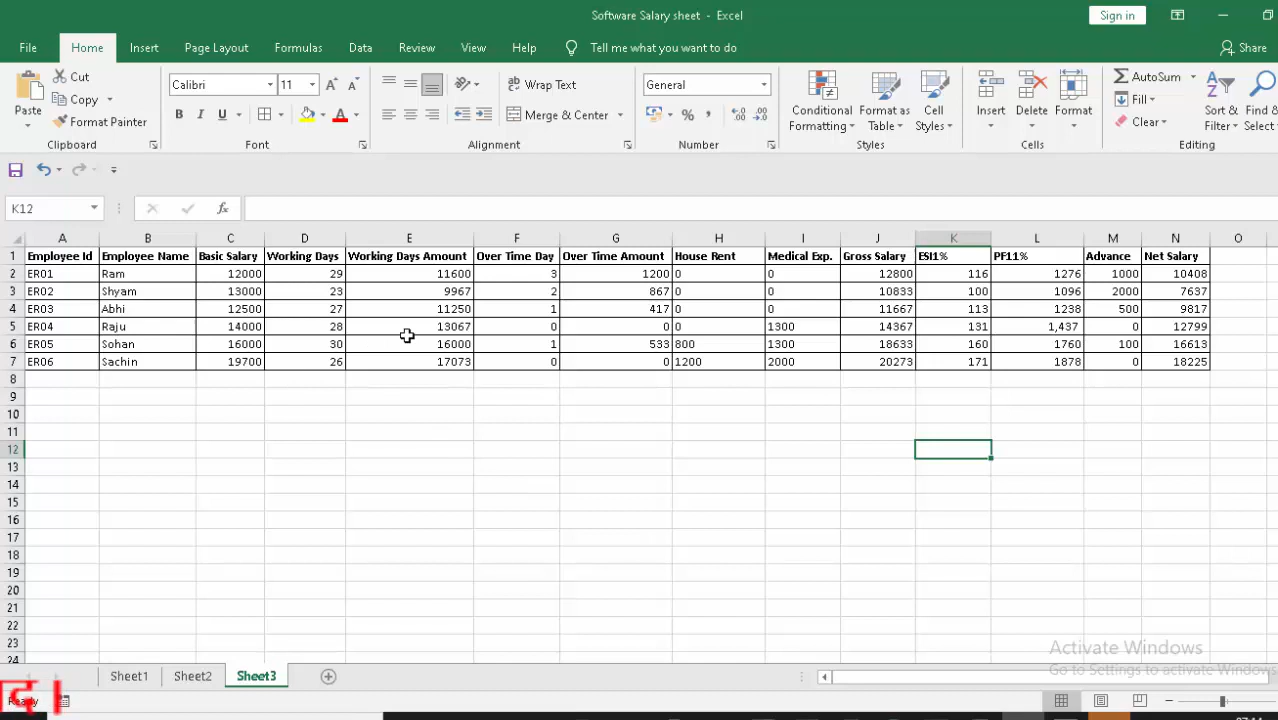 Software Salary sheet - Excel
Sign in
File Home Insert Page Layout Formulas Data Review View Help Tell me what you want to do Share
Paste Cut Copy Format Painter Clipboard
Calibri 11 B I U A Font
ab Wrap Text Merge & Center Alignment
General % Number
Conditional Formatting Format as Table Cell Styles Styles
Insert Delete Format Cells
AutoSum Fill Clear Sort & Filter Find & Selec Editing
K12 fx
A B C D E F G H I J K L M N O
1 Employee Id Employee Name Basic Salary Working Days Working Days Amount Over Time Day Over Time Amount House Rent Medical Exp. Gross Salary ESI1% PF11% Advance Net Salary
2 ER01 Ram 12000 29 11600 3 1200 0 0 12800 116 1276 1000 10408
3 ER02 Shyam 13000 23 9967 2 867 0 0 10833 100 1096 2000 7637
4 ER03 Abhi 12500 27 11250 1 417 0 0 11667 113 1238 500 9817
5 ER04 Raju 14000 28 13067 0 0 0 1300 14367 131 1,437 0 12799
6 ER05 Sohan 16000 30 16000 1 533 800 1300 18633 160 1760 100 16613
7 ER06 Sachin 19700 26 17073 0 0 1200 2000 20273 171 1878 0 18225
8
9
10
11
12
13
14
15
16
17
18
19
20
21
22
23
24
Activate Windows
Go to Settings to activate Windows
Sheet1 Sheet2 Sheet3